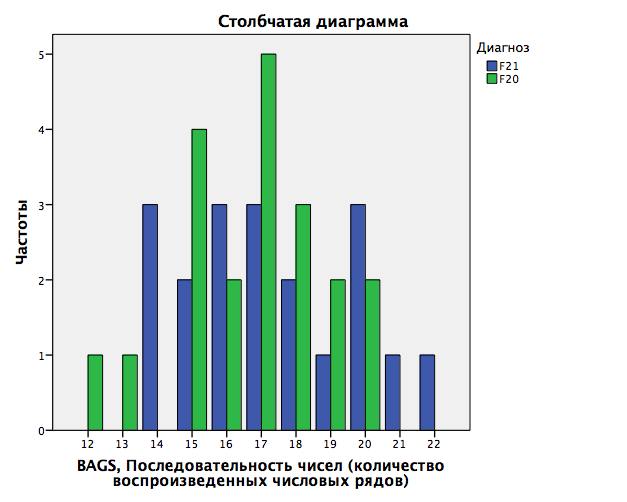 Столбчатая диаграмма
Диагноз
F21
F20
Частоты
5
4
3
2
1
0
12 13 14 15 16 17 18 19 20 21 22
BAGS, Последовательность чисел (количество
воспроизведенных числовых рядов)